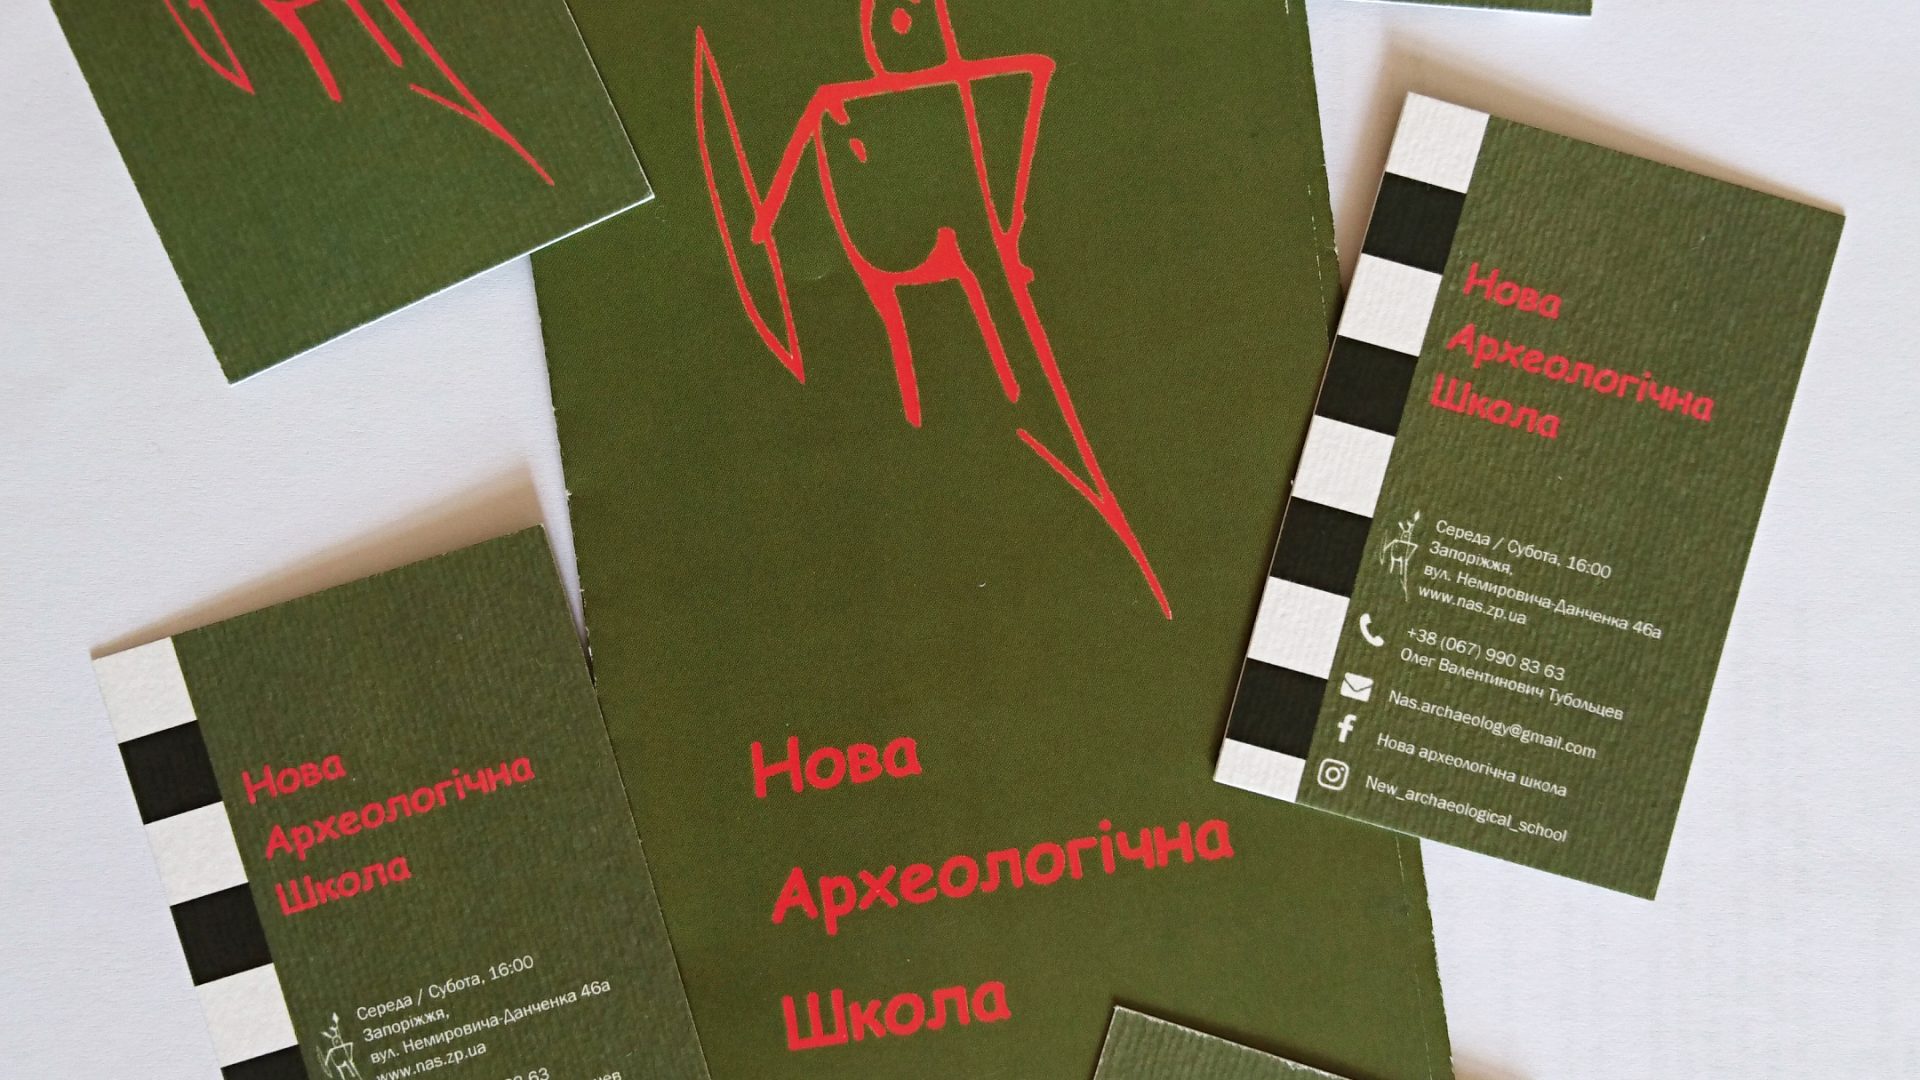 Нова
Археологічна
Школа
Нова
Археологічна
Школа
Середа / Субота, 16:00
Запоріжжя,
вул. Немировича-Данченка 46а
www.nas.zp.ua
+38 (067) 990 83 63
Олег Валентинович Тубольцев
Nas.archaeology@gmail.com
Нова археологічна школа
New_archaeological_school
Нова
Археологічна
Школа
Середа / Субота, 16:00
Запоріжжя,
вул. Немировича-Данченка 46а
www.nas.zp.ua
63